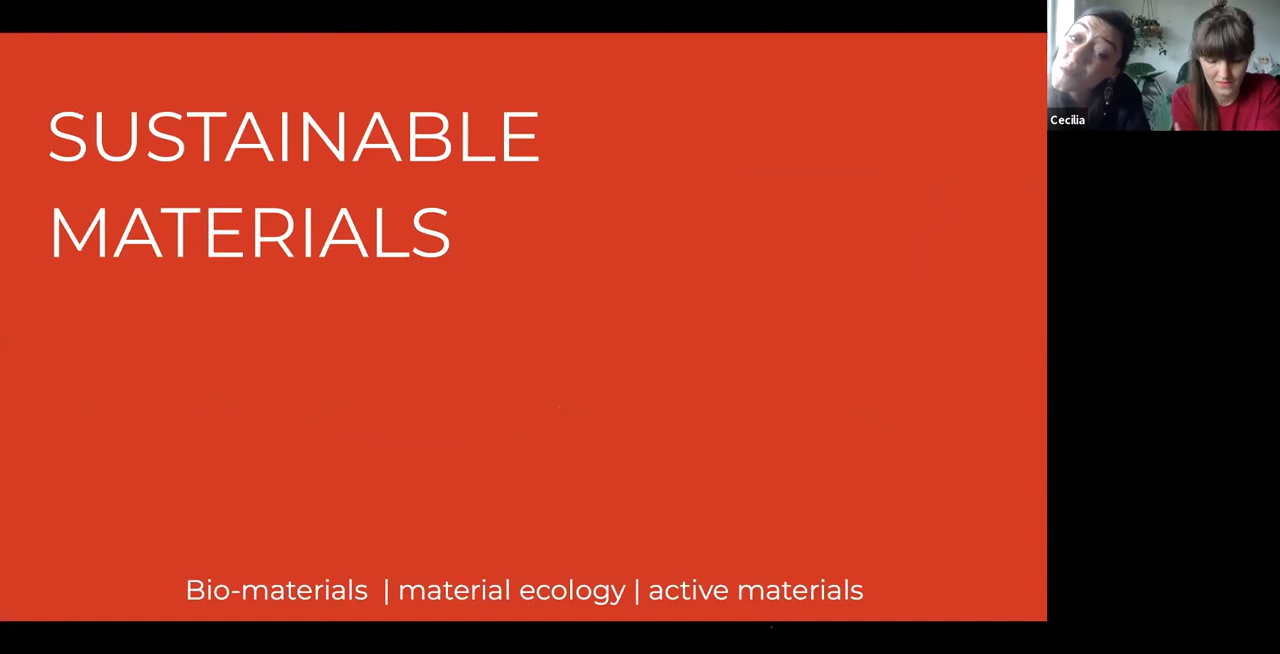 SUSTAINABLE
MATERIALS
Bio-materials | material ecology | active materials
Cecilia